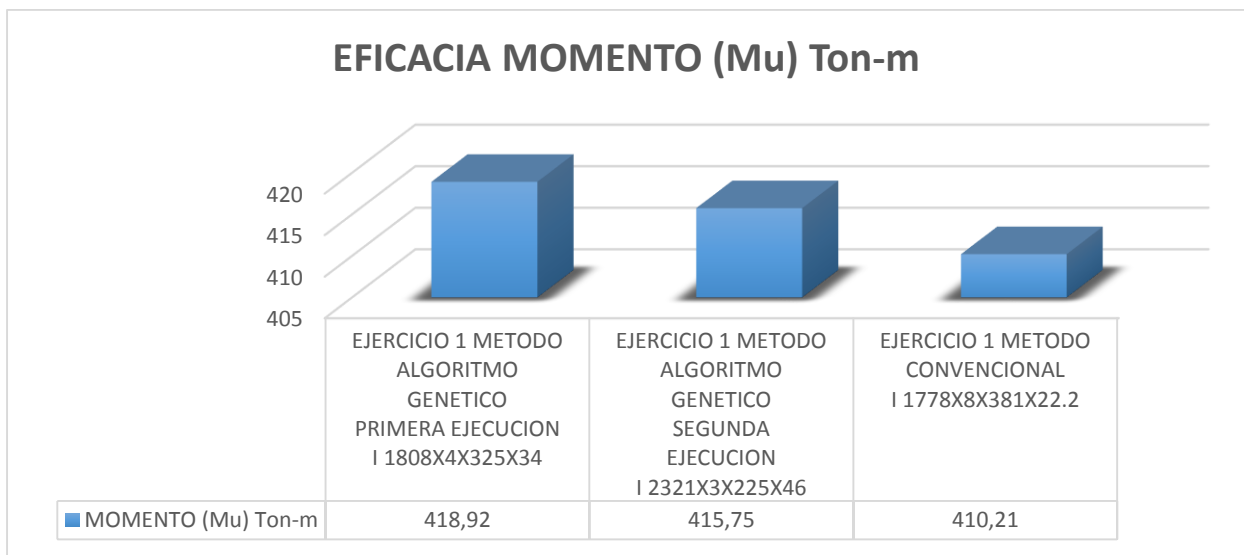 EFICACIA MOMENTO (Mu) Ton-m
420
415
410
405
EJERCICIO 1 METODO
ALGORITMO
GENETICO
PRIMERA EJECUCION
I 1808X4X325X34
EJERCICIO 1 METODO
ALGORITMO
GENETICO
SEGUNDA
EJECUCION
I 2321X3X225X46
EJERCICIO 1 METODO
CONVENCIONAL
I 1778X8X381X22.2
MOMENTO (Mu) Ton-m
418,92
415,75
410,21